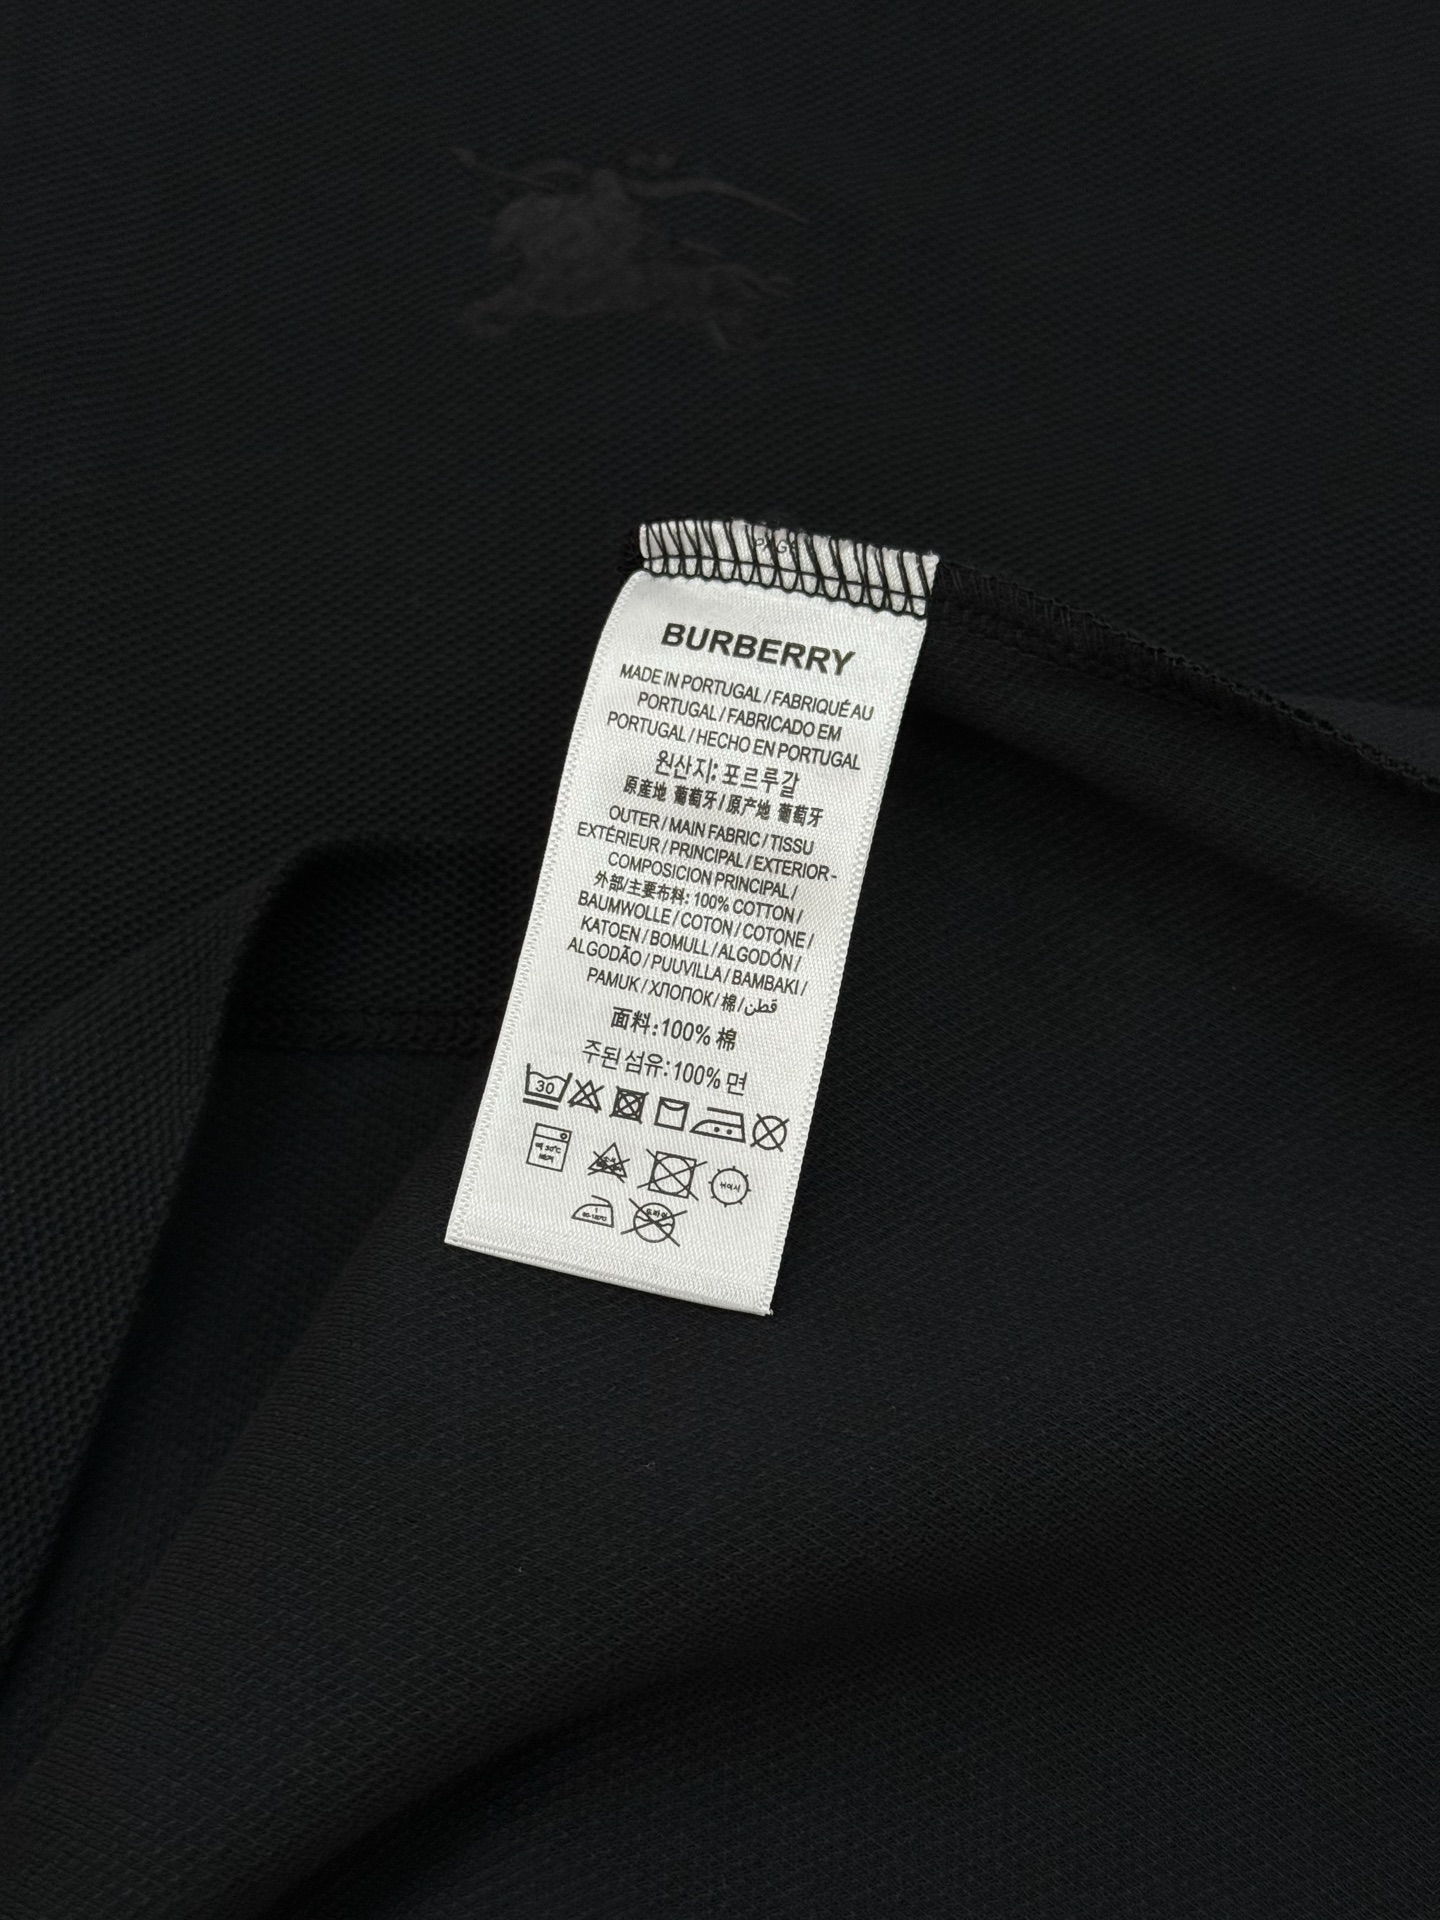 BURBERRY
MADE IN PORTUGAL / FABRIQUÉ AU
PORTUGAL / FABRICADO EM
PORTUGAL / HECHO EN PORTUGAL
원산지: 포르투갈
原産地 葡萄牙 / 原产地 葡萄牙
OUTER / MAIN FABRIC / TISSU
EXTÉRIEUR / PRINCIPAL / EXTERIOR -
COMPOSICION PRINCIPAL /
外部/主要布料: 100% COTTON /
BAUMWOLLE / COTON / COTONE /
KATOEN / BOMULL / ALGODÓN /
ALGODÃO / PUUVILLA / BAMBAKI /
PAMUK / ХЛОПОК / 棉 / قطن
面料:100% 棉
주된 섬유:100% 면
30